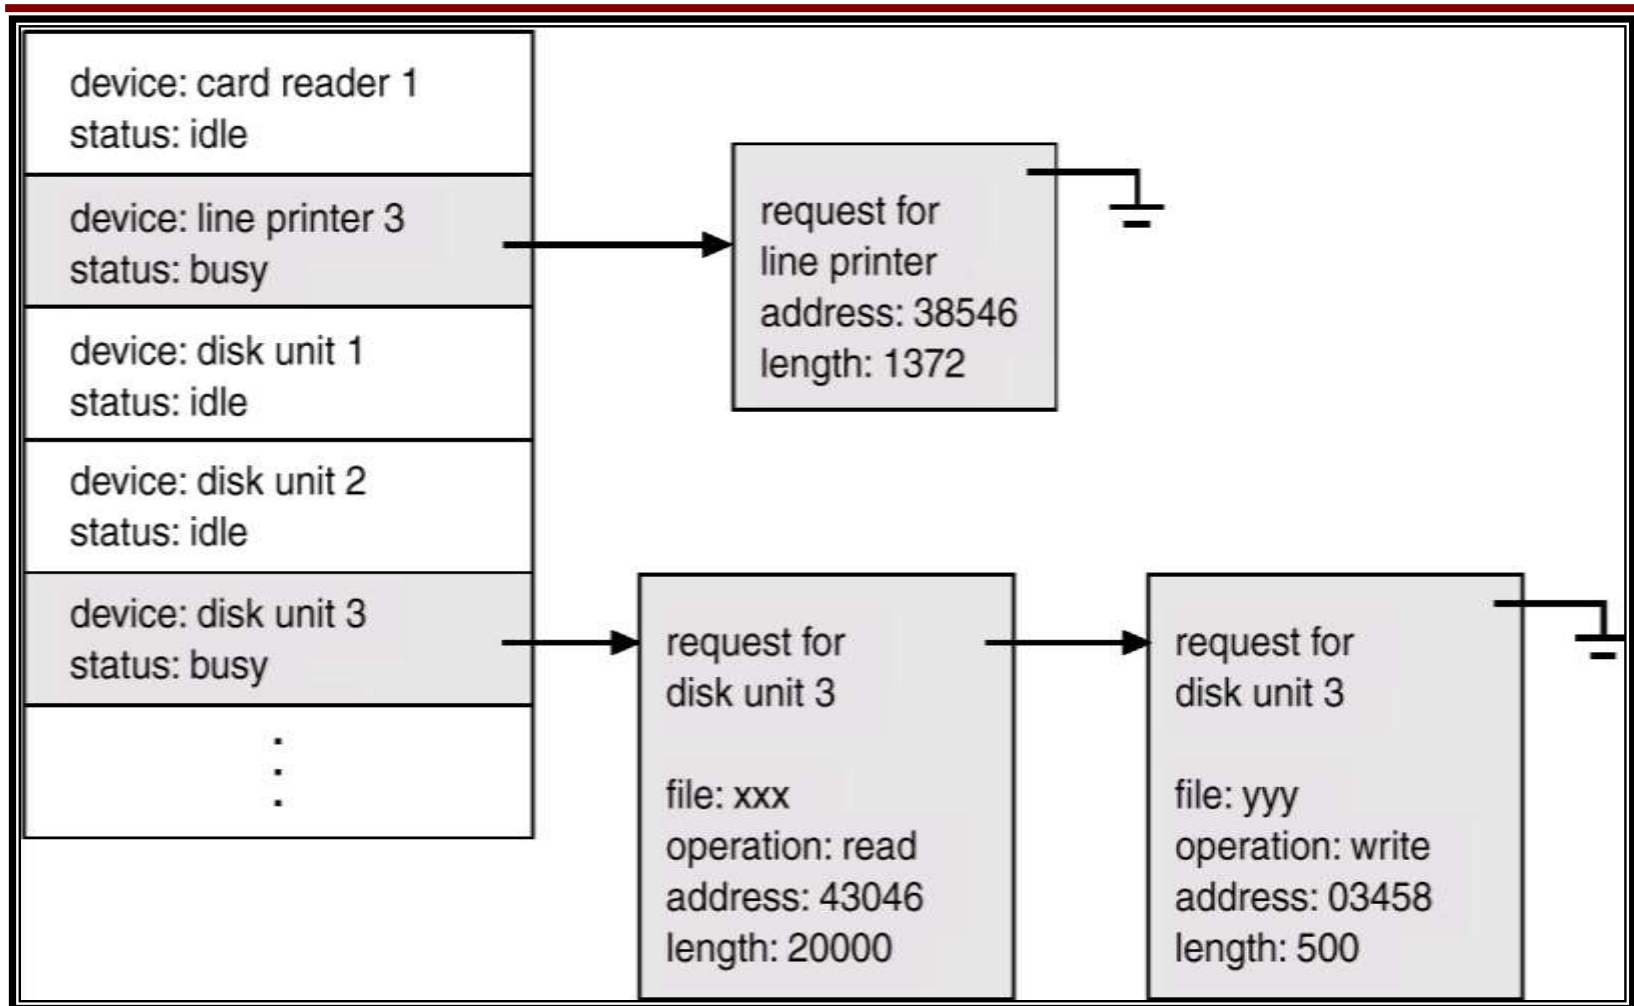 device: card reader 1
status: idle
device: line printer 3
status: busy
device: disk unit 1
status: idle
device: disk unit 2
status: idle
device: disk unit 3
status: busy
request for
line printer
address: 38546
length: 1372
request for
disk unit 3
file: xxx
operation: read
address: 43046
length: 20000
request for
disk unit 3
file: yyy
operation: write
address: 03458
length: 500